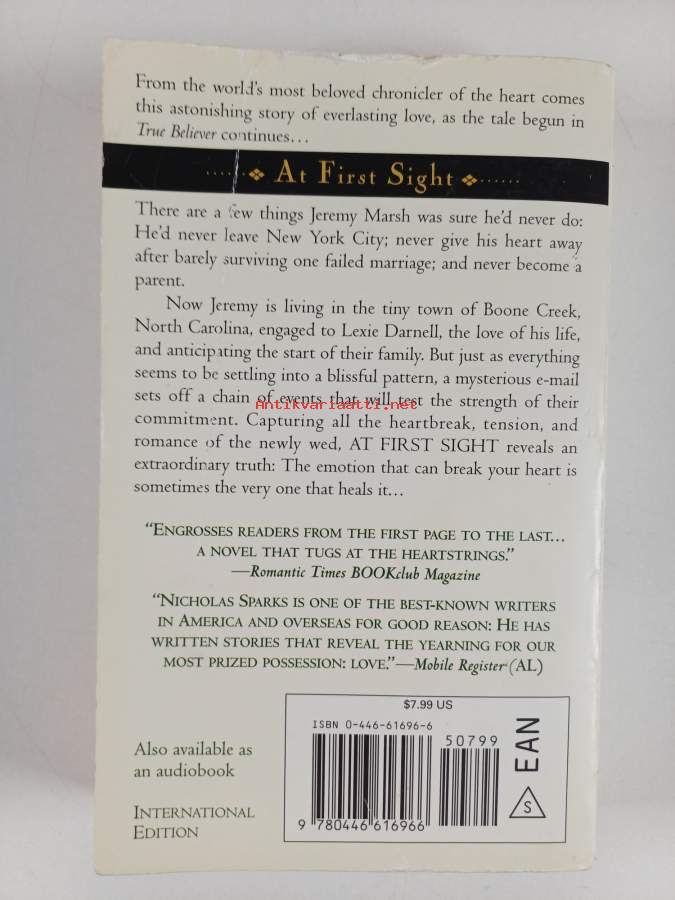 From the world's most beloved chronicler of the heart comes
this astonishing story of everlasting love, as the tale begun in
True Believer continues…
At First Sight
There are a few things Jeremy Marsh was sure he'd never do:
He'd never leave New York City; never give his heart away
after barely surviving one failed marriage; and never become a
parent.
Now Jeremy is living in the tiny town of Boone Creek,
North Carolina, engaged to Lexie Darnell, the love of his life,
and anticipating the start of their family. But just as everything
seems to be settling into a blissful pattern, a mysterious e-mail
sets off a chain of events that will test the strength of their
Antikvariaatti.net
commitment. Capturing all the heartbreak, tension, and
romance of the newly wed, AT FIRST SIGHT reveals an
extraordinary truth: The emotion that can break your heart is
sometimes the very one that heals it…
“ENGROSSES READERS FROM THE FIRST PAGE TO THE LAST…
A NOVEL THAT TUGS AT THE HEARTSTRINGS.”
—Romantic Times BOOKclub Magazine
“NICHOLAS SPARKS IS ONE OF THE BEST-KNOWN WRITERS
IN AMERICA AND OVERSEAS FOR GOOD REASON: HE HAS
WRITTEN STORIES THAT REVEAL THE YEARNING FOR OUR
MOST PRIZED POSSESSION: LOVE.”—Mobile Register (AL)
$7.99 US
ISBN 0-446-61696-6
50799
EAN
S
9 780446 616966
Also available as
an audiobook
INTERNATIONAL
EDITION